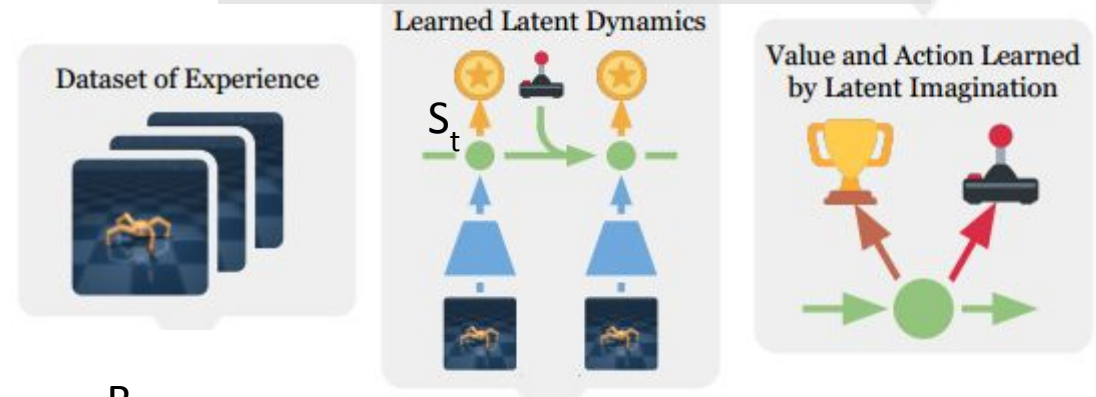 Dataset of Experience
Learned Latent Dynamics
S
t
Value and Action Learned
by Latent Imagination